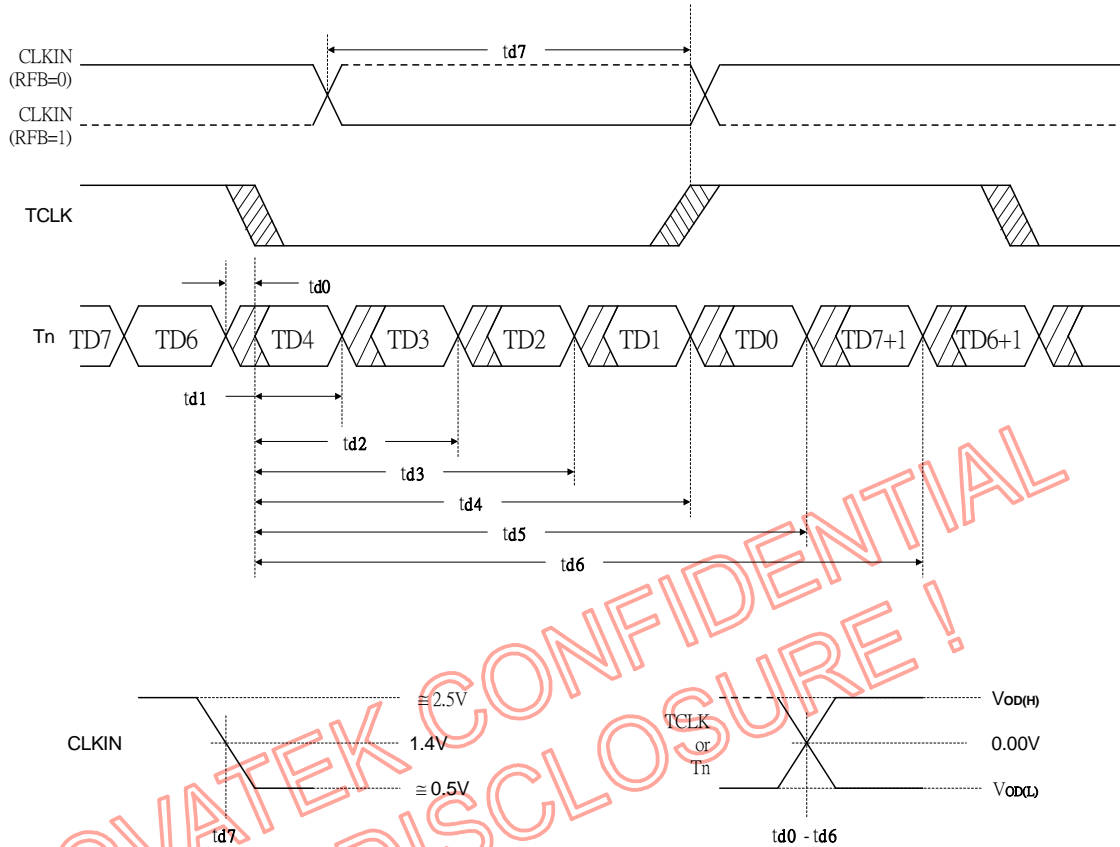 td7
CLKIN
(RFB=0)
CLKIN
(RFB=1)
TCLK
td0
Tn TD7 TD6 TD4 TD3 TD2 TD1 TD0 TD7+1 TD6+1
td1
td2
td3
td4
td5
td6
OVATEK CONFIDENTIAL
DISCLOSURE !
CLKIN
≅2.5V
1.4V
≅0.5V
td7
TCLK
or
Tn
VOD(H)
0.00V
VOD(L)
td0 - td6